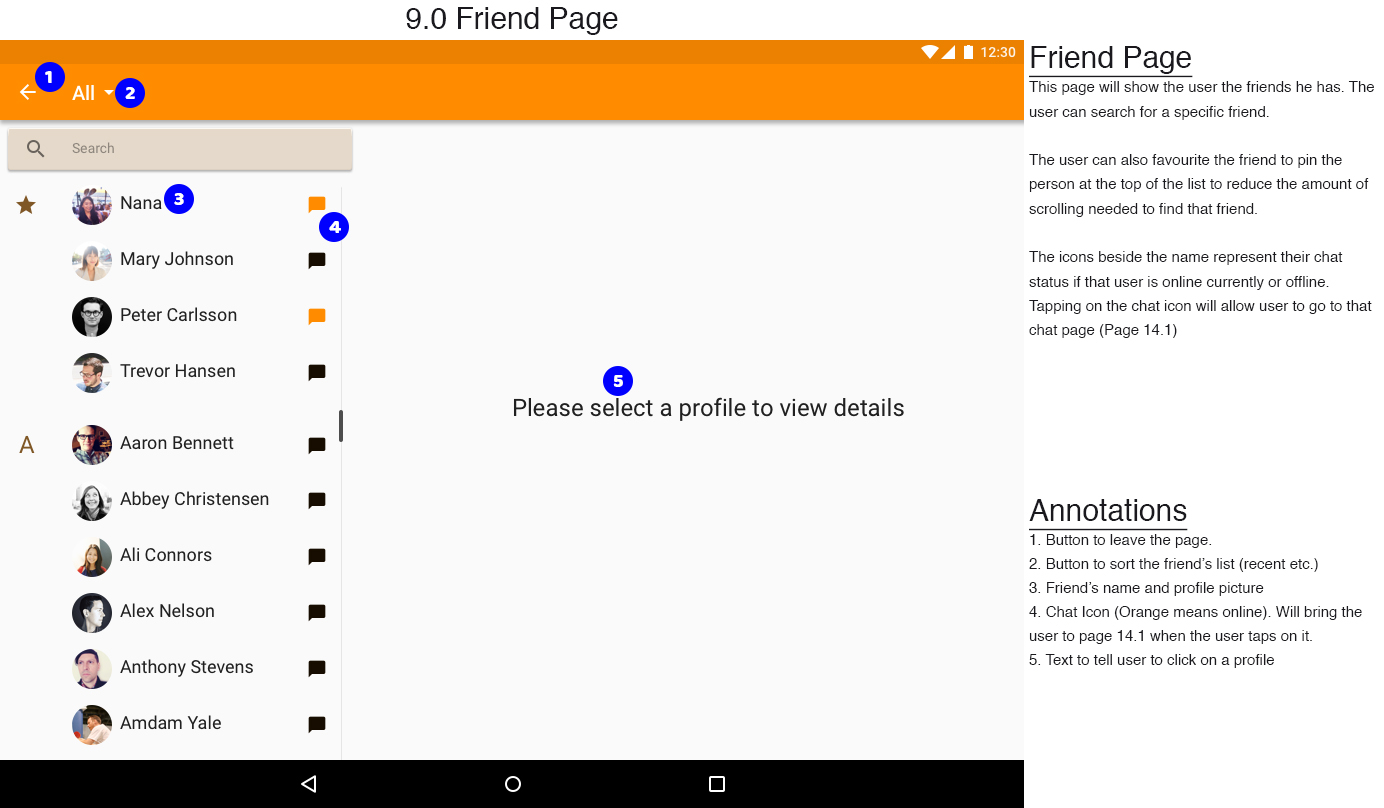 9.0 Friend Page
12:30
1
All
2
Search
Nana
3
4
Mary Johnson
Peter Carlsson
Trevor Hansen
A
Aaron Bennett
Abbey Christensen
Ali Connors
Alex Nelson
Anthony Stevens
Amdam Yale
5
Please select a profile to view details
Friend Page
This page will show the user the friends he has. The
user can search for a specific friend.
The user can also favourite the friend to pin the
person at the top of the list to reduce the amount of
scrolling needed to find that friend.
The icons beside the name represent their chat
status if that user is online currently or offline.
Tapping on the chat icon will allow user to go to that
chat page (Page 14.1)
Annotations
1. Button to leave the page.
2. Button to sort the friend’s list (recent etc.)
3. Friend’s name and profile picture
4. Chat Icon (Orange means online). Will bring the
user to page 14.1 when the user taps on it.
5. Text to tell user to click on a profile